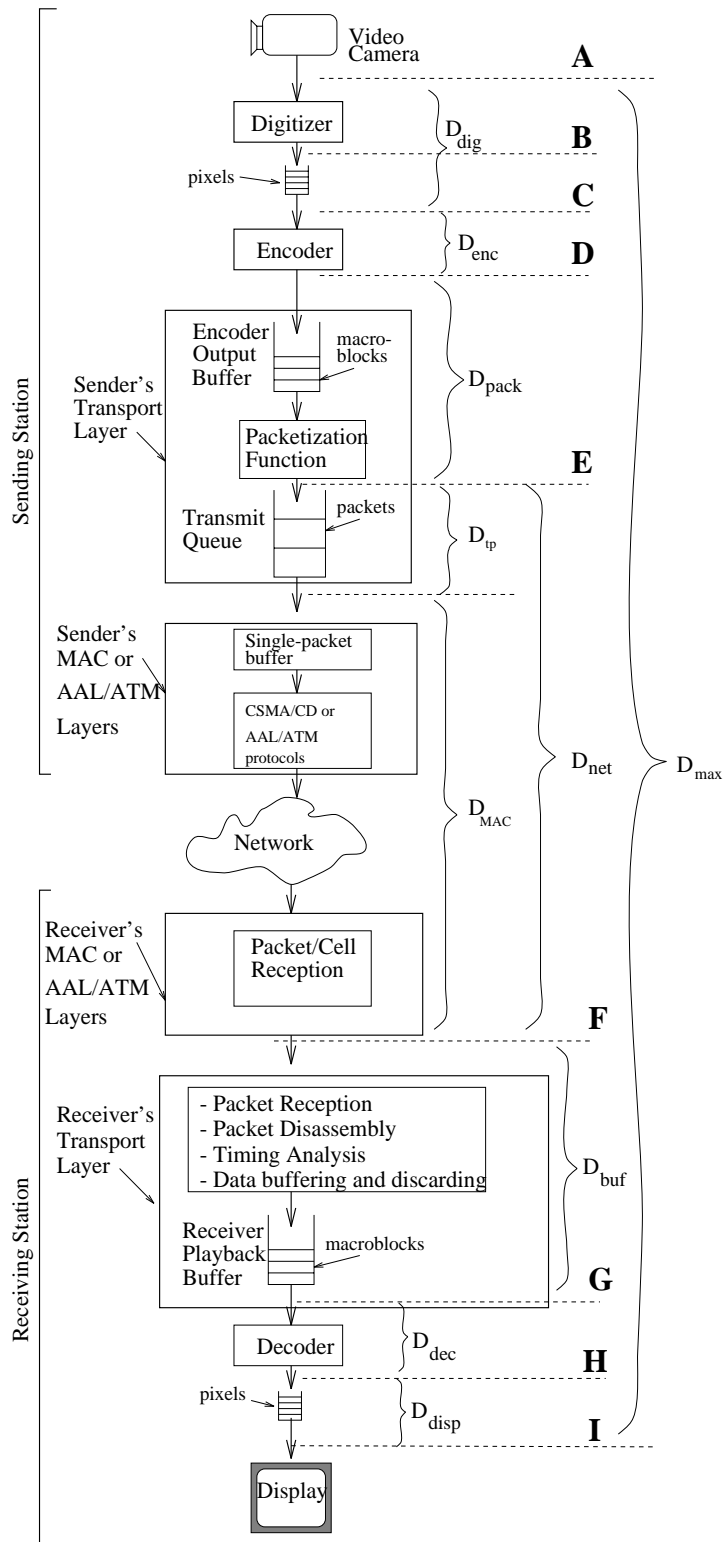 Video
Camera
A
Digitizer
D_dig
B
pixels
C
Encoder
D_enc
D
Encoder
Output
Buffer
macro-
blocks
Sender's
Transport
Layer
D_pack
Packetization
Function
E
Transmit
Queue
packets
D_tp
Sending Station
Sender's
MAC or
AAL/ATM
Layers
Single-packet
buffer
CSMA/CD or
AAL/ATM
protocols
D_net
D_max
D_MAC
Network
Receiver's
MAC or
AAL/ATM
Layers
Packet/Cell
Reception
F
Receiver's
Transport
Layer
- Packet Reception
- Packet Disassembly
- Timing Analysis
- Data buffering and discarding
D_buf
Receiver
Playback
Buffer
macroblocks
G
Receiving Station
Decoder
D_dec
H
pixels
D_disp
I
Display